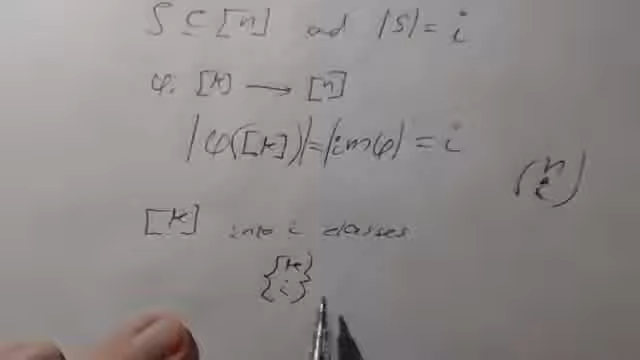 S ⊆ [n] and |S| = i
φ: [k] → [n]
|φ([k])| = |im φ| = i
(n i)
[k] into i classes
{k i}